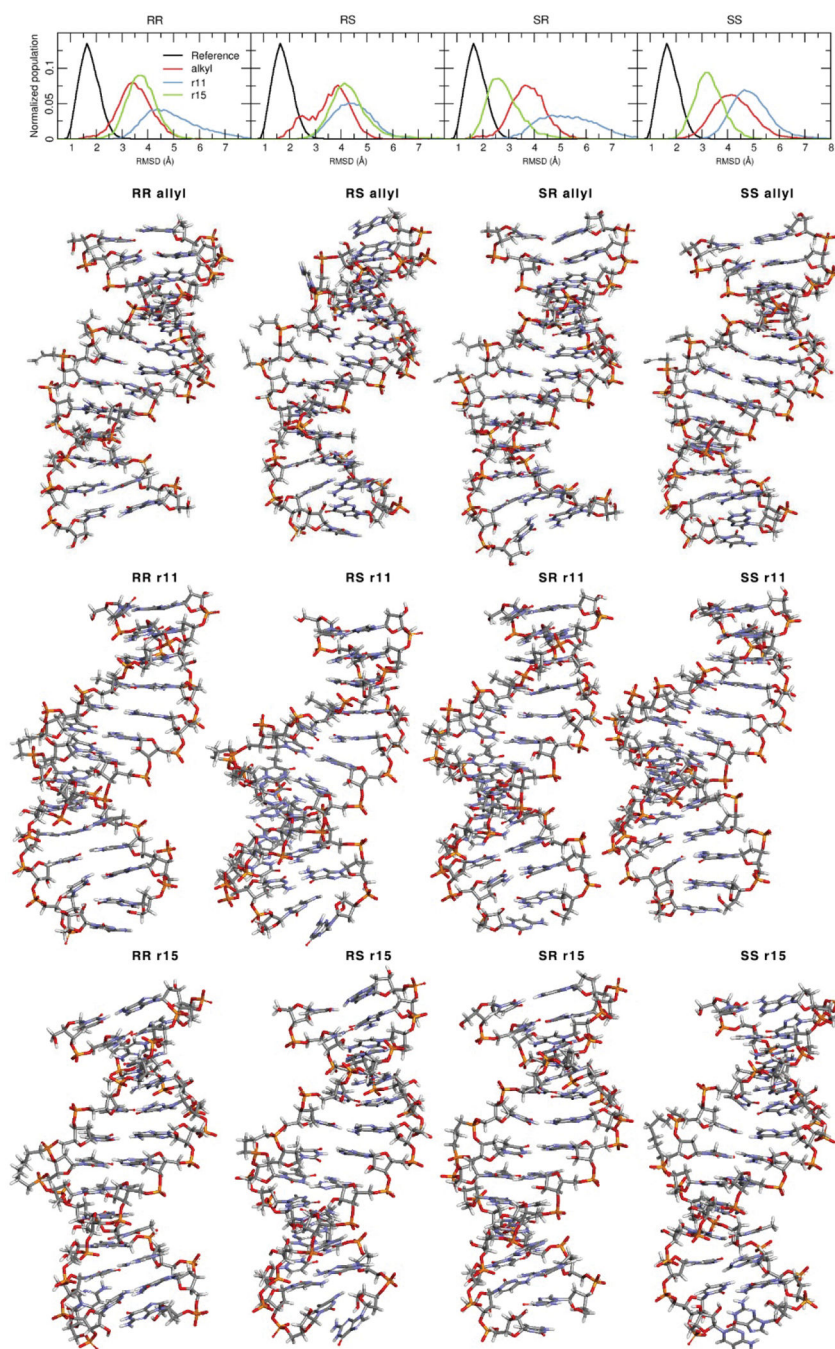 RR RS SR SS
Normalized population
0.1
0.05
0
Reference
alkyl
r11
r15
1 2 3 4 5 6 7 1 2 3 4 5 6 7 1 2 3 4 5 6 7 1 2 3 4 5 6 7 8
RMSD (Å) RMSD (Å) RMSD (Å) RMSD (Å)
RR allyl RS allyl SR allyl SS allyl
RR r11 RS r11 SR r11 SS r11
RR r15 RS r15 SR r15 SS r15